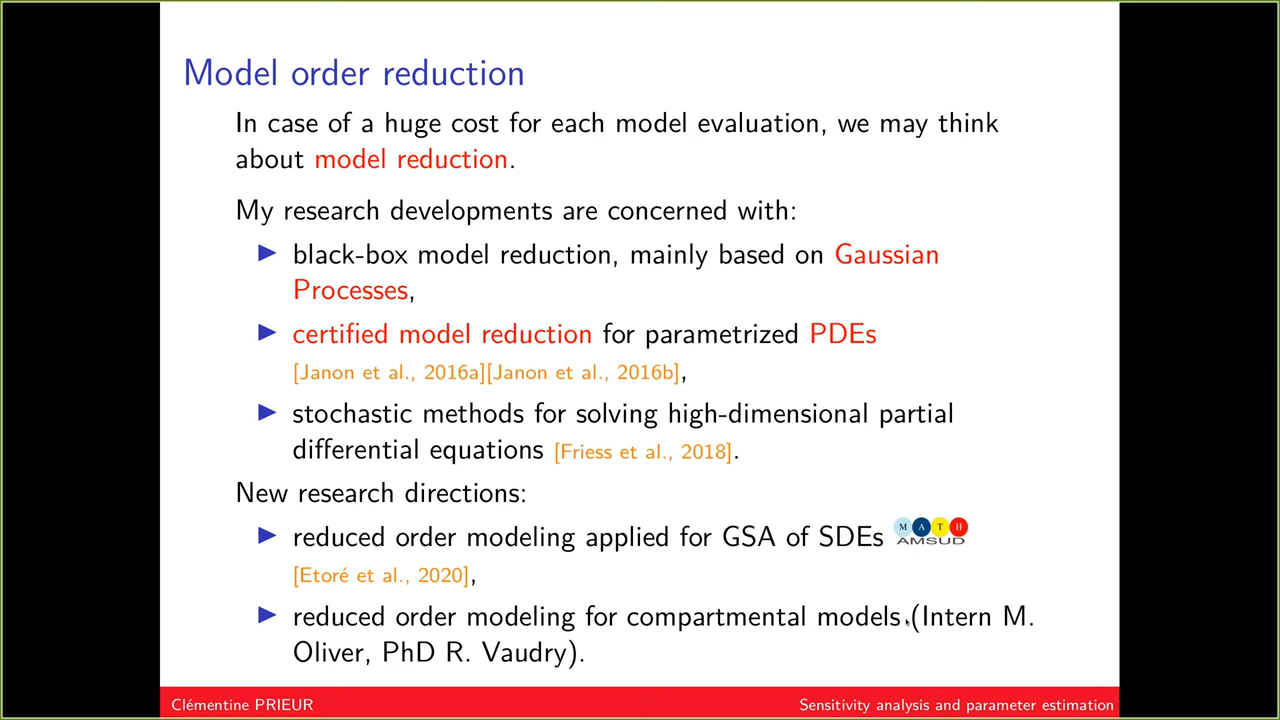 Model order reduction
In case of a huge cost for each model evaluation, we may think
about model reduction.
My research developments are concerned with:
black-box model reduction, mainly based on Gaussian
Processes,
certified model reduction for parametrized PDEs
[Janon et al., 2016a][Janon et al., 2016b],
stochastic methods for solving high-dimensional partial
differential equations [Friess et al., 2018].
New research directions:
reduced order modeling applied for GSA of SDEs MATH
AMSUD
[Etoré et al., 2020],
reduced order modeling for compartmental models (Intern M.
Oliver, PhD R. Vaudry).
Clémentine PRIEUR Sensitivity analysis and parameter estimation